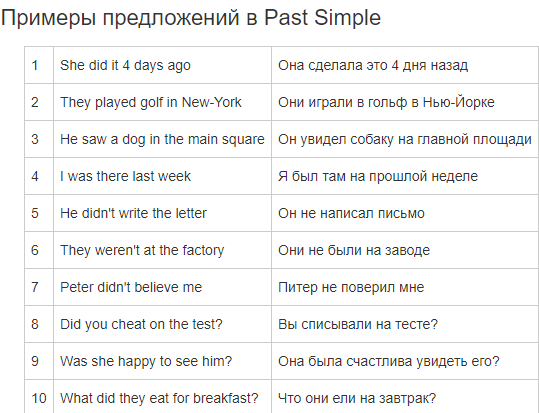 Примеры предложений в Past Simple
1 She did it 4 days ago Она сделала это 4 дня назад
2 They played golf in New-York Они играли в гольф в Нью-Йорке
3 He saw a dog in the main square Он увидел собаку на главной площади
4 I was there last week Я был там на прошлой неделе
5 He didn't write the letter Он не написал письмо
6 They weren't at the factory Они не были на заводе
7 Peter didn't believe me Питер не поверил мне
8 Did you cheat on the test? Вы списывали на тесте?
9 Was she happy to see him? Она была счастлива увидеть его?
10 What did they eat for breakfast? Что они ели на завтрак?